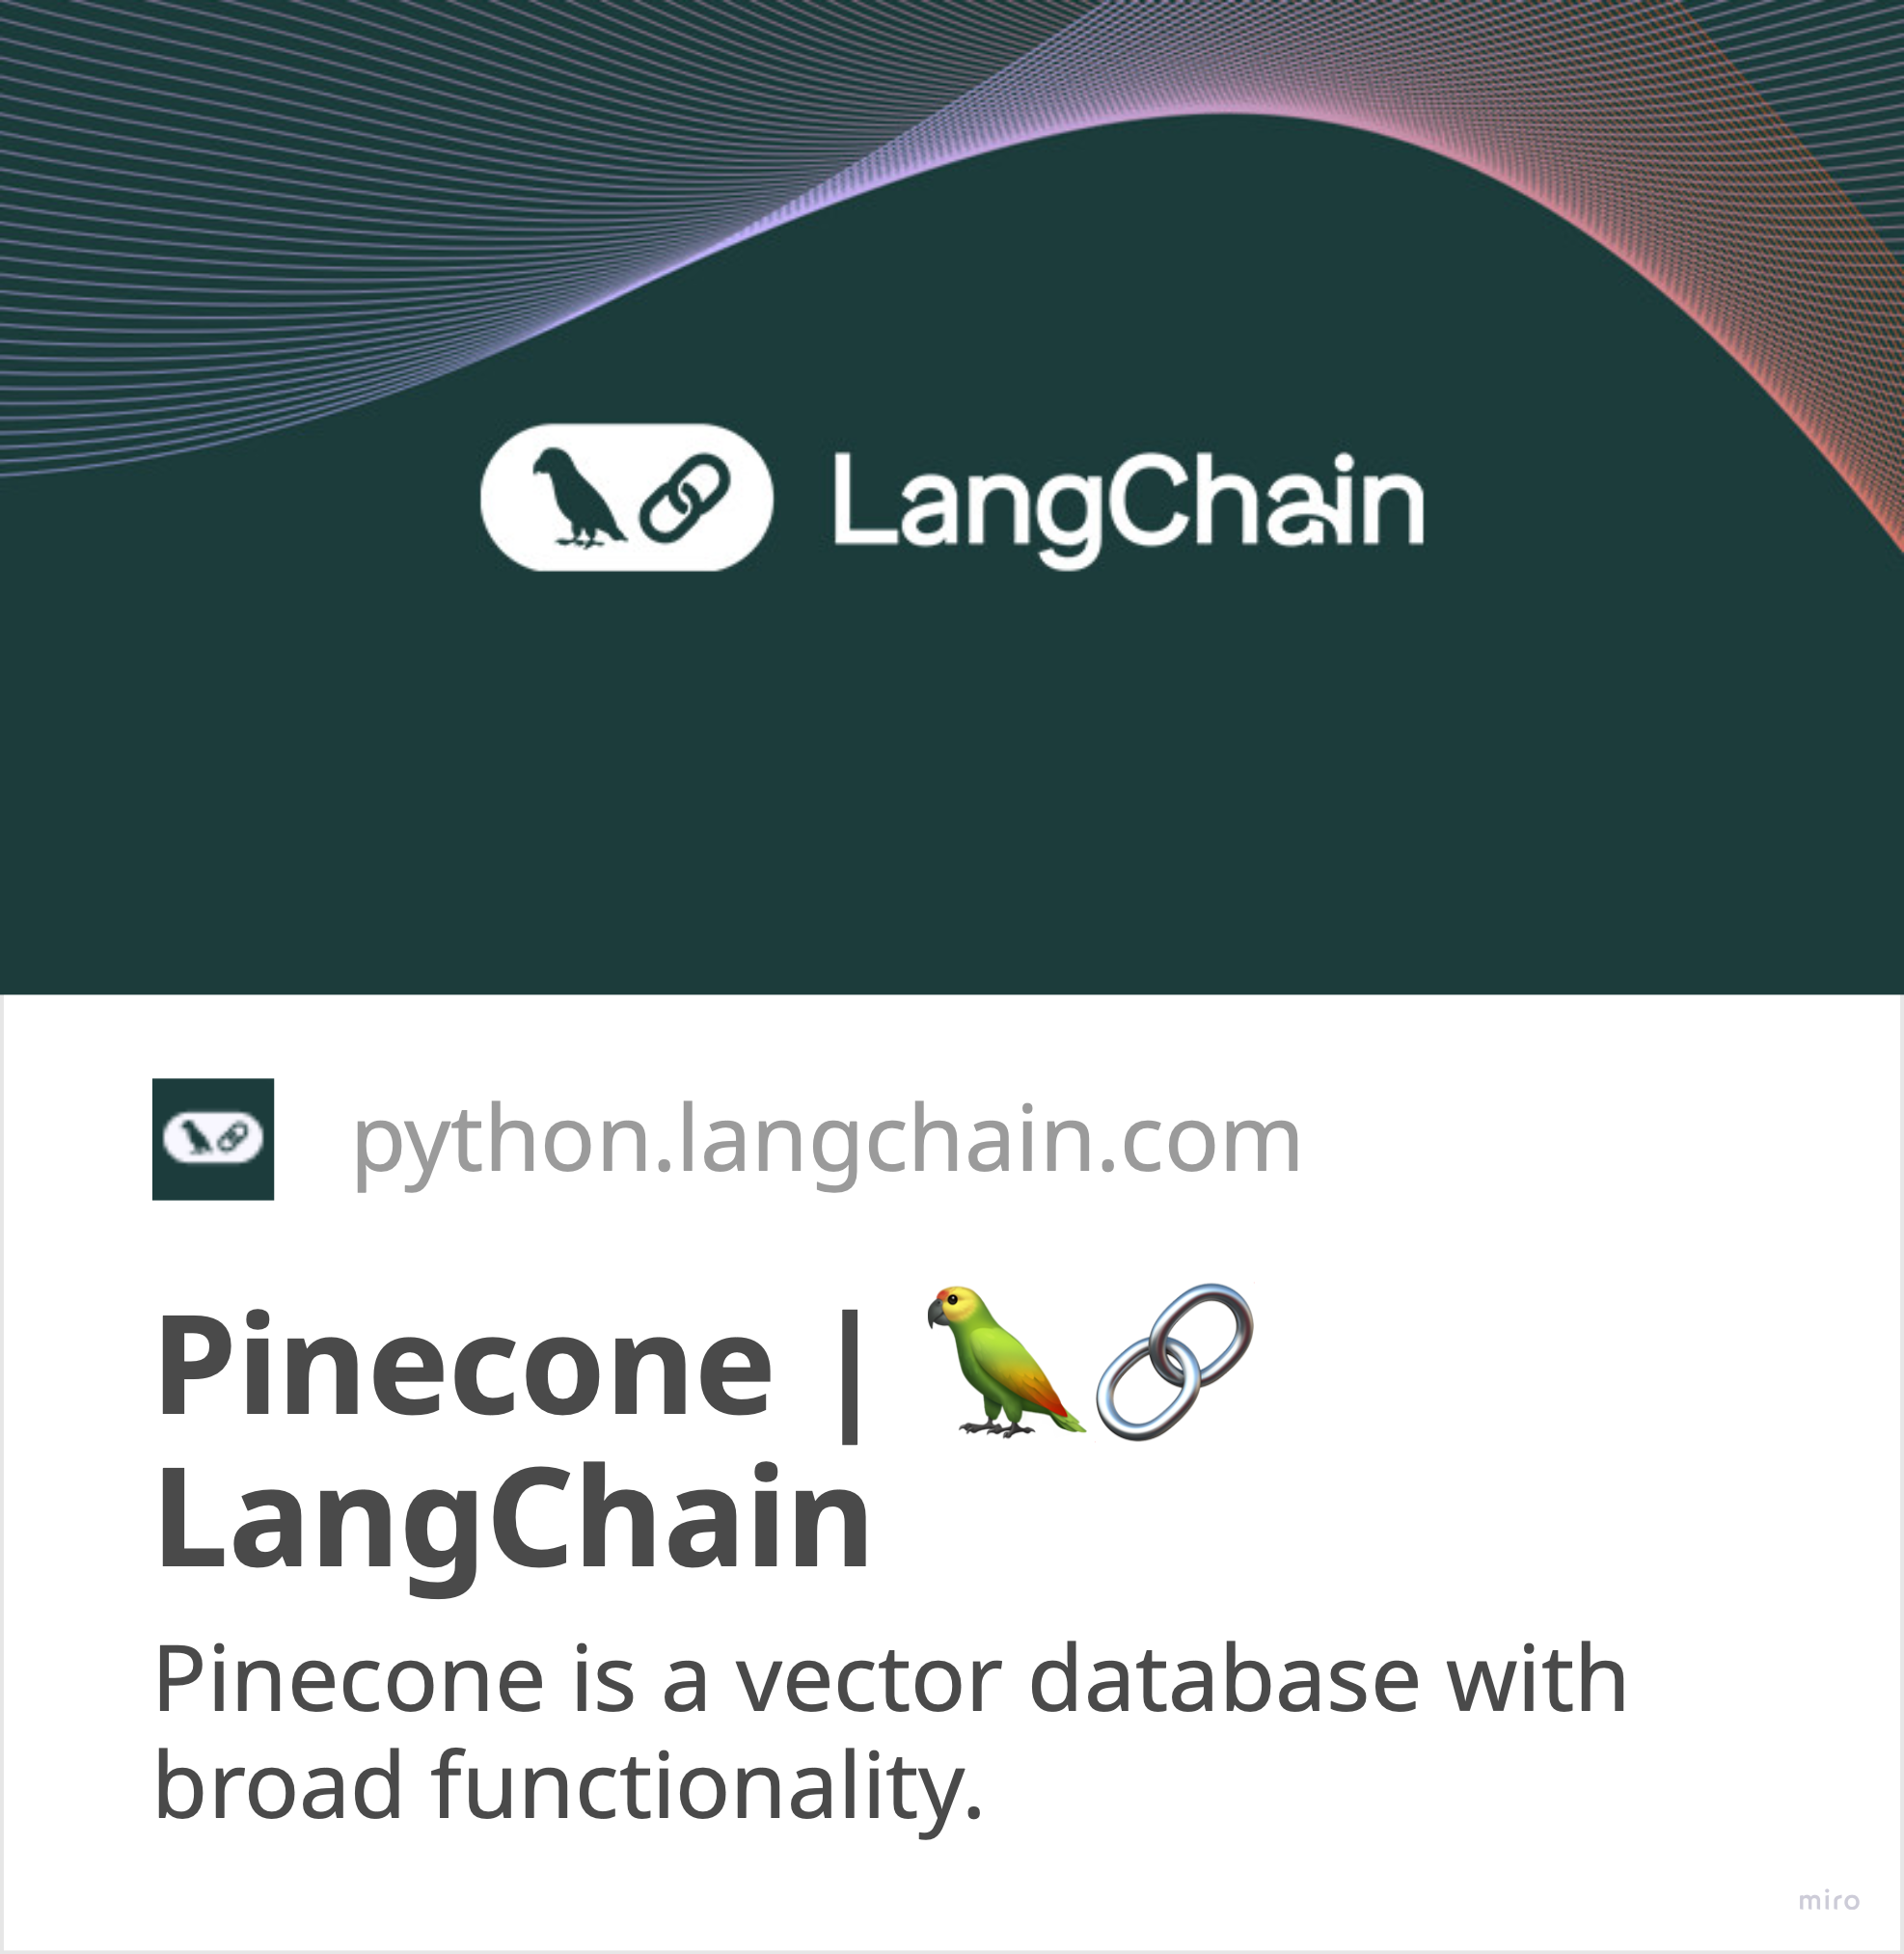 LangChain
python.langchain.com
Pinecone | 🦜🔗
LangChain
Pinecone is a vector database with
broad functionality.
miro